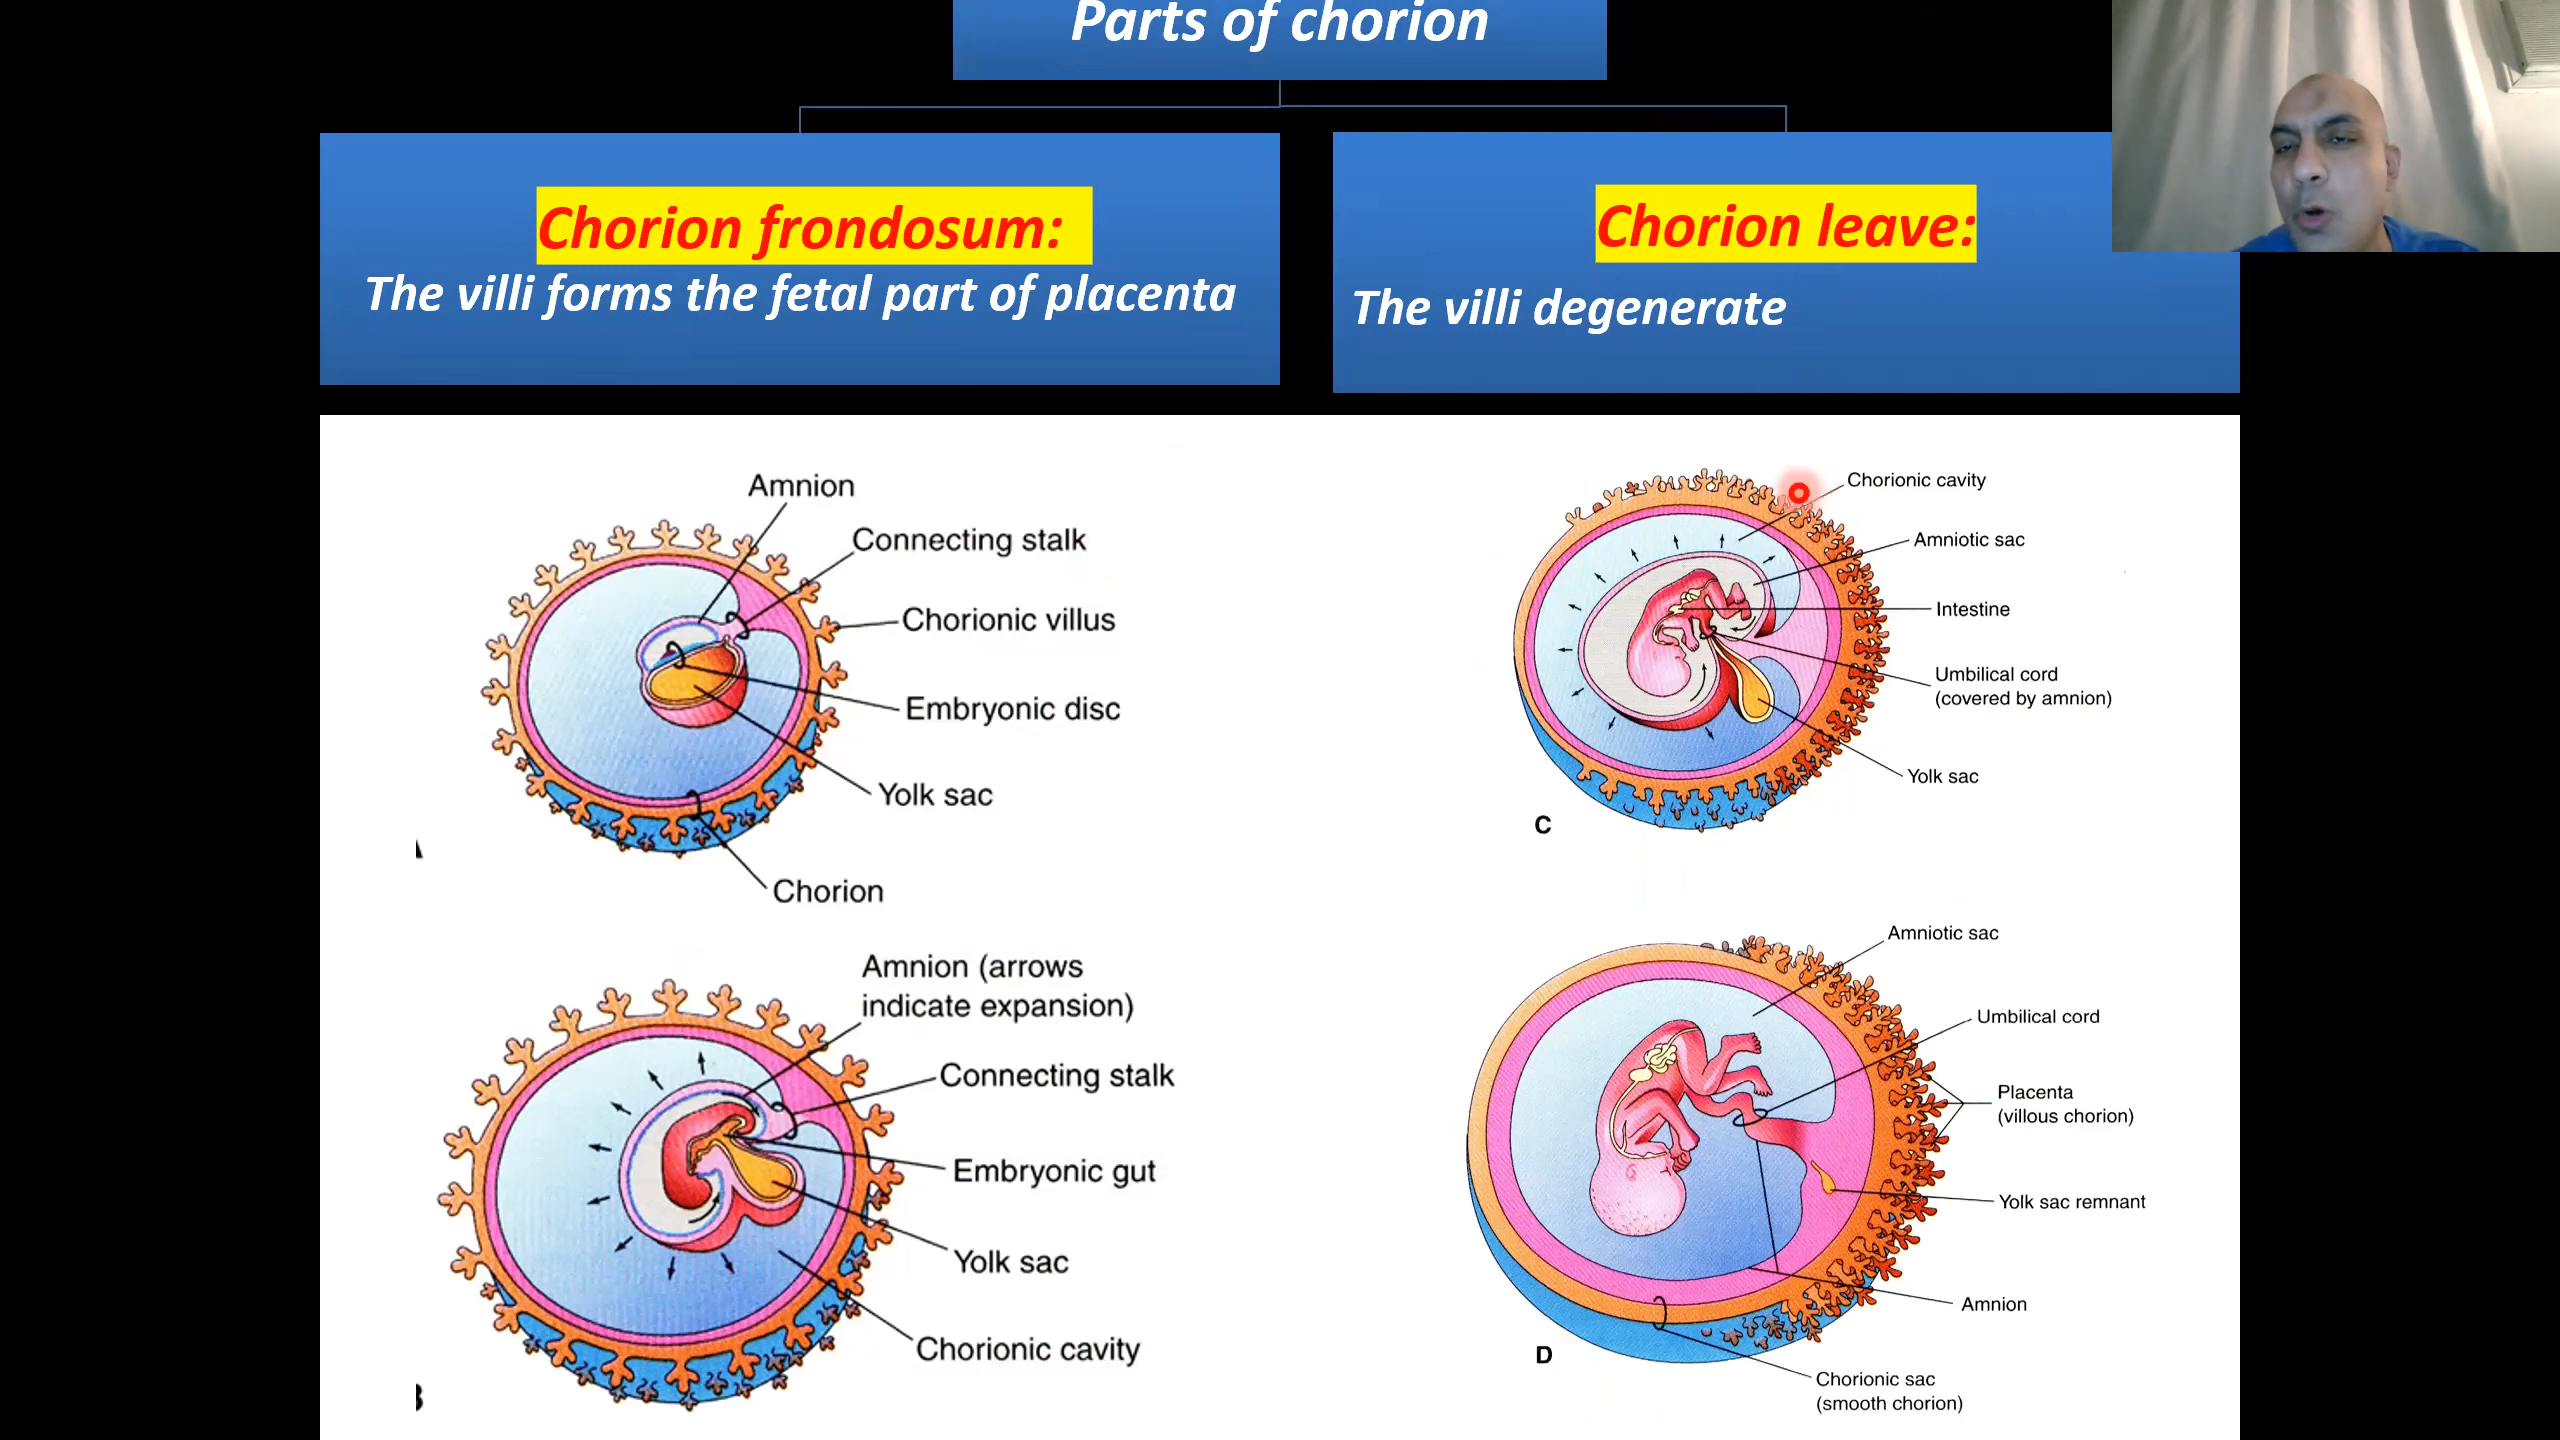 Parts of chorion
Chorion frondosum:
The villi forms the fetal part of placenta
Chorion leave:
The villi degenerate
Amnion
Connecting stalk
Chorionic villus
Embryonic disc
Yolk sac
Chorion
Amnion (arrows
indicate expansion)
Connecting stalk
Embryonic gut
Yolk sac
Chorionic cavity
Chorionic cavity
Amniotic sac
Intestine
Umbilical cord
(covered by amnion)
Yolk sac
C
Amniotic sac
Umbilical cord
Placenta
(villous chorion)
Yolk sac remnant
Amnion
D
Chorionic sac
(smooth chorion)